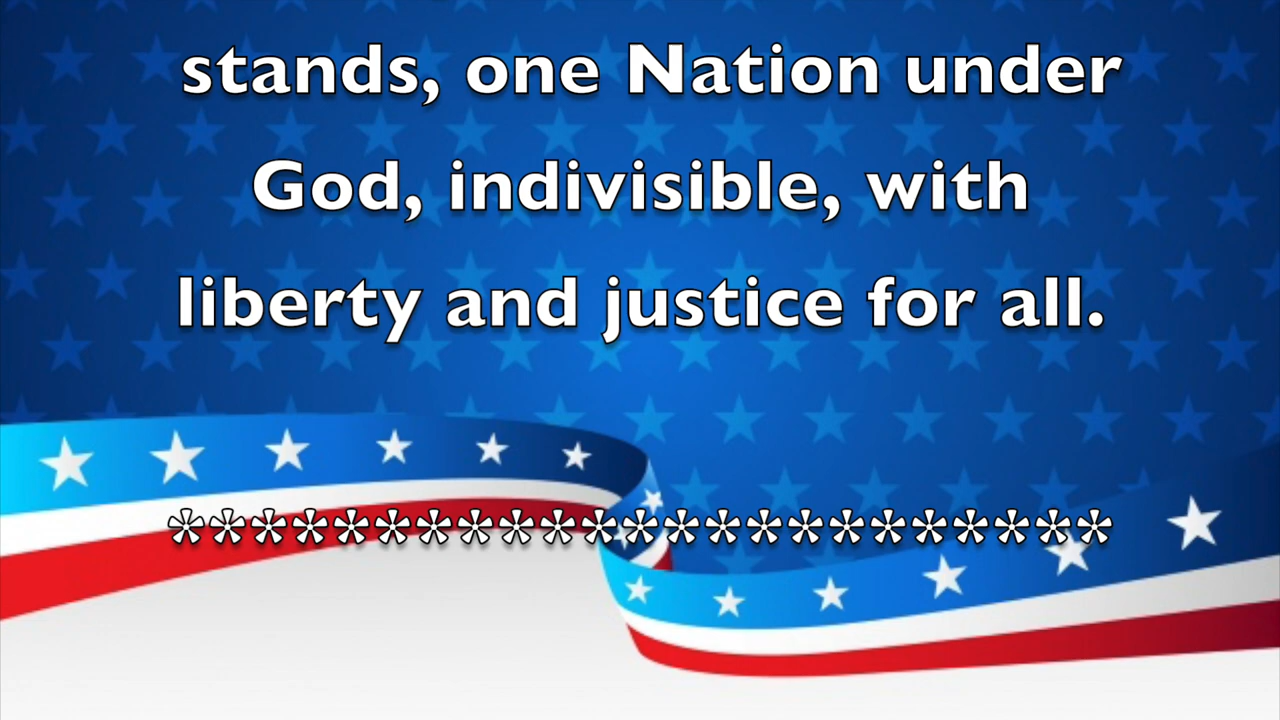 stands, one Nation under
God, indivisible, with
liberty and justice for all.
***********************